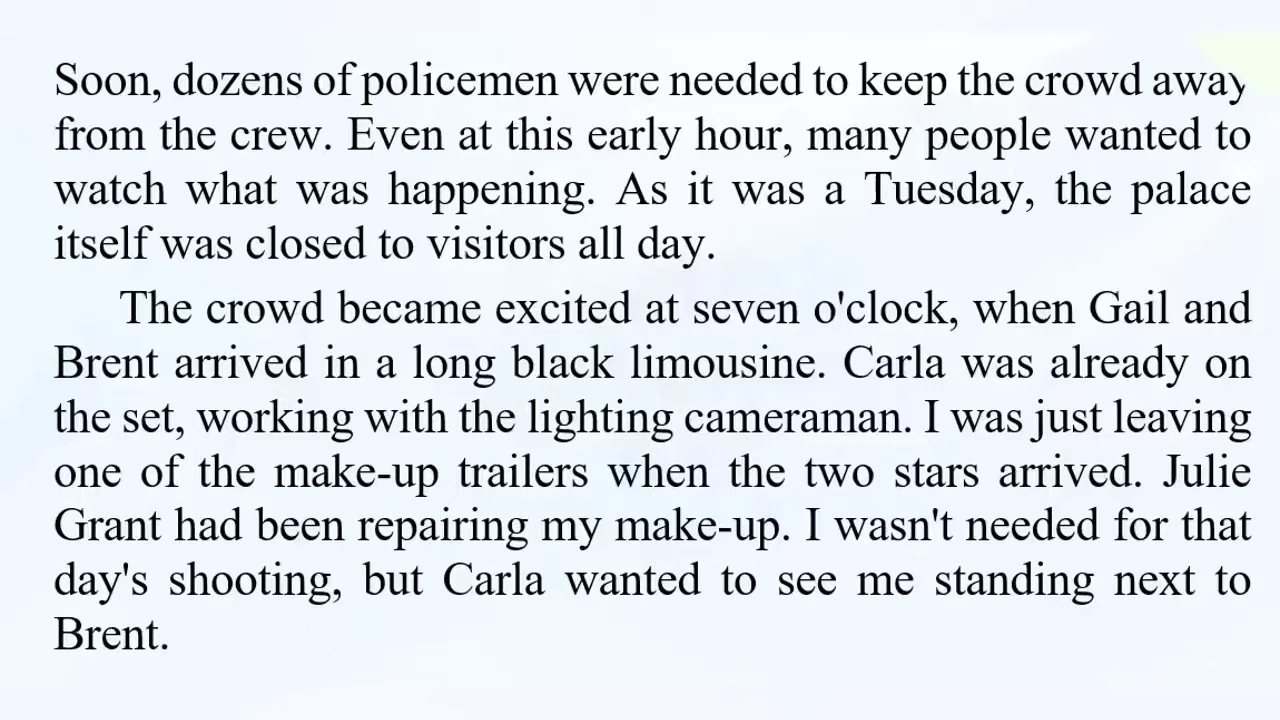 Soon, dozens of policemen were needed to keep the crowd away
from the crew. Even at this early hour, many people wanted to
watch what was happening. As it was a Tuesday, the palace
itself was closed to visitors all day.
The crowd became excited at seven o'clock, when Gail and
Brent arrived in a long black limousine. Carla was already on
the set, working with the lighting cameraman. I was just leaving
one of the make-up trailers when the two stars arrived. Julie
Grant had been repairing my make-up. I wasn't needed for that
day's shooting, but Carla wanted to see me standing next to
Brent.